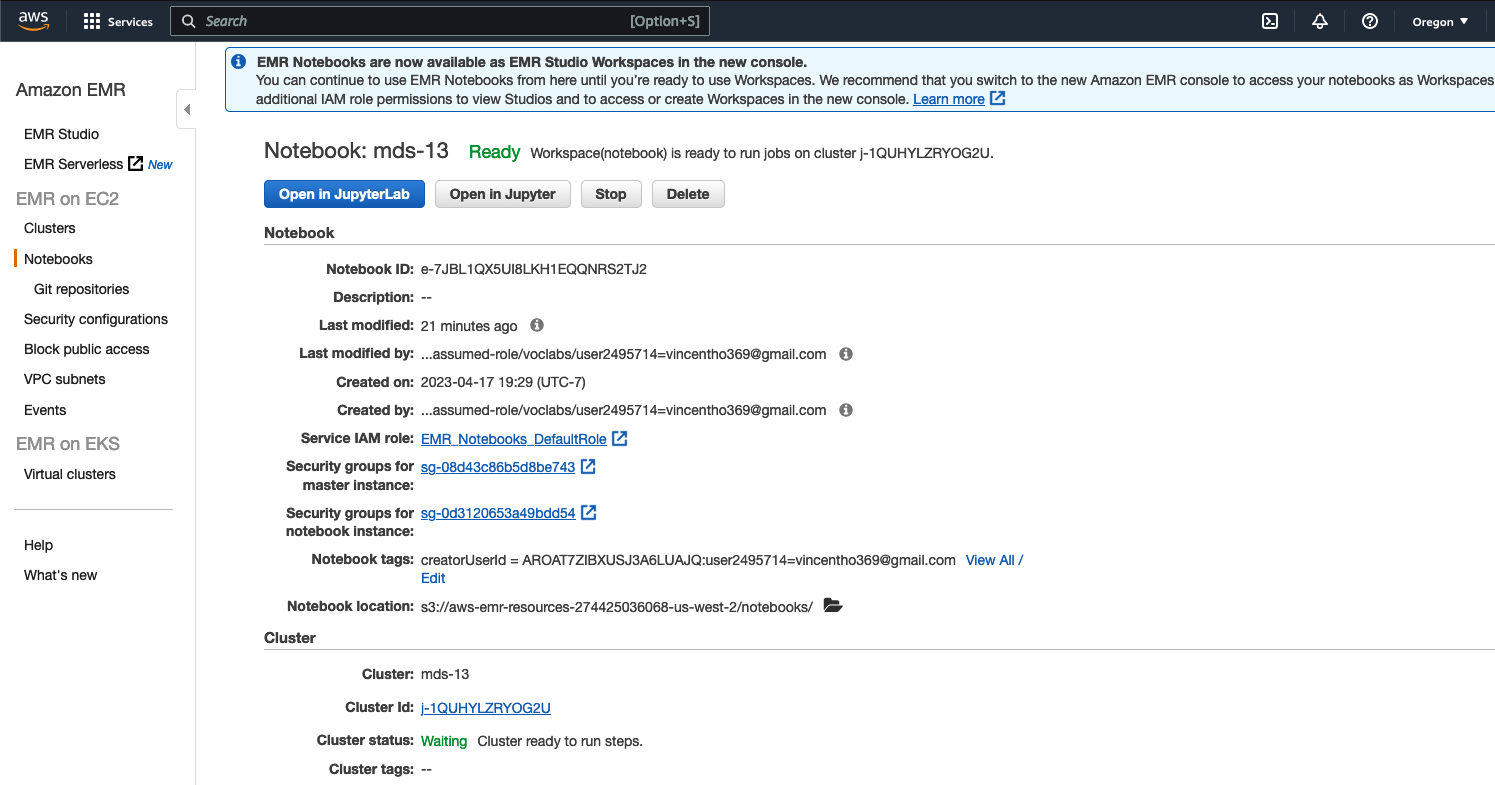 aws
Services
Search
[Option+S]
Oregon
EMR Notebooks are now available as EMR Studio Workspaces in the new console.
You can continue to use EMR Notebooks from here until you're ready to use Workspaces. We recommend that you switch to the new Amazon EMR console to access your notebooks as Workspaces
additional IAM role permissions to view Studios and to access or create Workspaces in the new console. Learn more
Amazon EMR
EMR Studio
EMR Serverless New
EMR on EC2
Clusters
Notebooks
Git repositories
Security configurations
Block public access
VPC subnets
Events
EMR on EKS
Virtual clusters
Help
What's new
Notebook: mds-13 Ready Workspace(notebook) is ready to run jobs on cluster j-1QUHYLZRYOG2U.
Open in JupyterLab Open in Jupyter Stop Delete
Notebook
Notebook ID: e-7JBL1QX5UI8LKH1EQQNRS2TJ2
Description: --
Last modified: 21 minutes ago
Last modified by: ...assumed-role/voclabs/user2495714=vincentho369@gmail.com
Created on: 2023-04-17 19:29 (UTC-7)
Created by: ...assumed-role/voclabs/user2495714=vincentho369@gmail.com
Service IAM role: EMR_Notebooks_DefaultRole
Security groups for sg-08d43c86b5d8be743
master instance:
Security groups for sg-0d3120653a49bdd54
notebook instance:
Notebook tags: creatorUserId = AROAT7ZIBXUSJ3A6LUAJQ:user2495714=vincentho369@gmail.com View All /
Edit
Notebook location: s3://aws-emr-resources-274425036068-us-west-2/notebooks/
Cluster
Cluster: mds-13
Cluster Id: j-1QUHYLZRYOG2U
Cluster status: Waiting Cluster ready to run steps.
Cluster tags: --